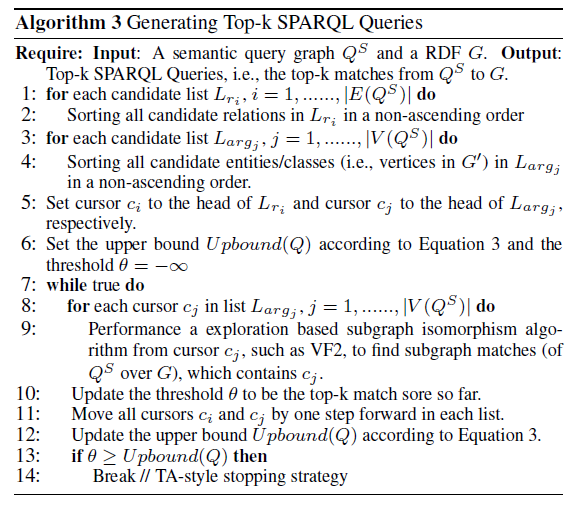 Algorithm 3 Generating Top-k SPARQL Queries
Require: Input: A semantic query graph Q^S and a RDF G. Output:
Top-k SPARQL Queries, i.e., the top-k matches from Q^S to G.
1: for each candidate list L_{r_i}, i = 1, ......, |E(Q^S)| do
2: Sorting all candidate relations in L_{r_i} in a non-ascending order
3: for each candidate list L_{arg_j}, j = 1, ......, |V(Q^S)| do
4: Sorting all candidate entities/classes (i.e., vertices in G′) in L_{arg_j}
in a non-ascending order.
5: Set cursor c_i to the head of L_{r_i} and cursor c_j to the head of L_{arg_j},
respectively.
6: Set the upper bound Upbound(Q) according to Equation 3 and the
threshold θ = −∞
7: while true do
8: for each cursor c_j in list L_{arg_j}, j = 1, ......, |V(Q^S)| do
9: Performance a exploration based subgraph isomorphism algo-
rithm from cursor c_j, such as VF2, to find subgraph matches (of
Q^S over G), which contains c_j.
10: Update the threshold θ to be the top-k match sore so far.
11: Move all cursors c_i and c_j by one step forward in each list.
12: Update the upper bound Upbound(Q) according to Equation 3.
13: if θ ≥ Upbound(Q) then
14: Break // TA-style stopping strategy